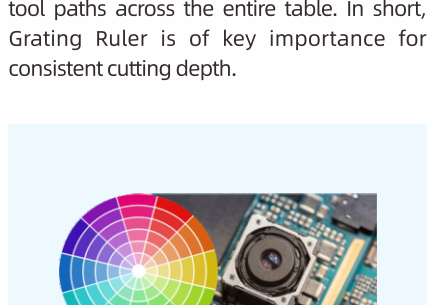 tool paths across the entire table. In short,
Grating Ruler is of key importance for
consistent cutting depth.